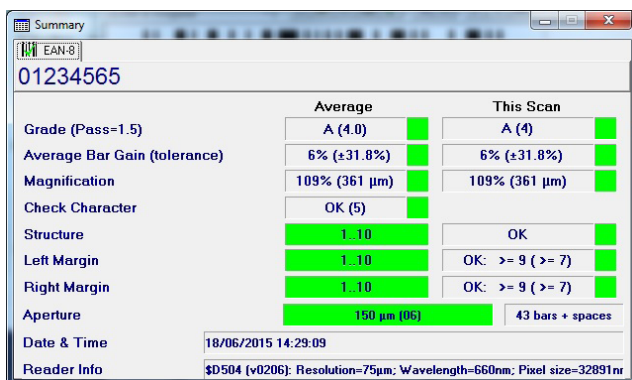 Summary
EAN-8
01234565
Average This Scan
Grade (Pass=1.5) A (4.0) A (4)
Average Bar Gain (tolerance) 6% (±31.8%) 6% (±31.8%)
Magnification 109% (361 µm) 109% (361 µm)
Check Character OK (5)
Structure 1..10 OK
Left Margin 1..10 OK: >= 9 ( >= 7)
Right Margin 1..10 OK: >= 9 ( >= 7)
Aperture 150 µm (06) 43 bars + spaces
Date & Time 18/06/2015 14:29:09
Reader Info $D504 (v0206): Resolution=75µm; Wavelength=660nm; Pixel size=32891nm